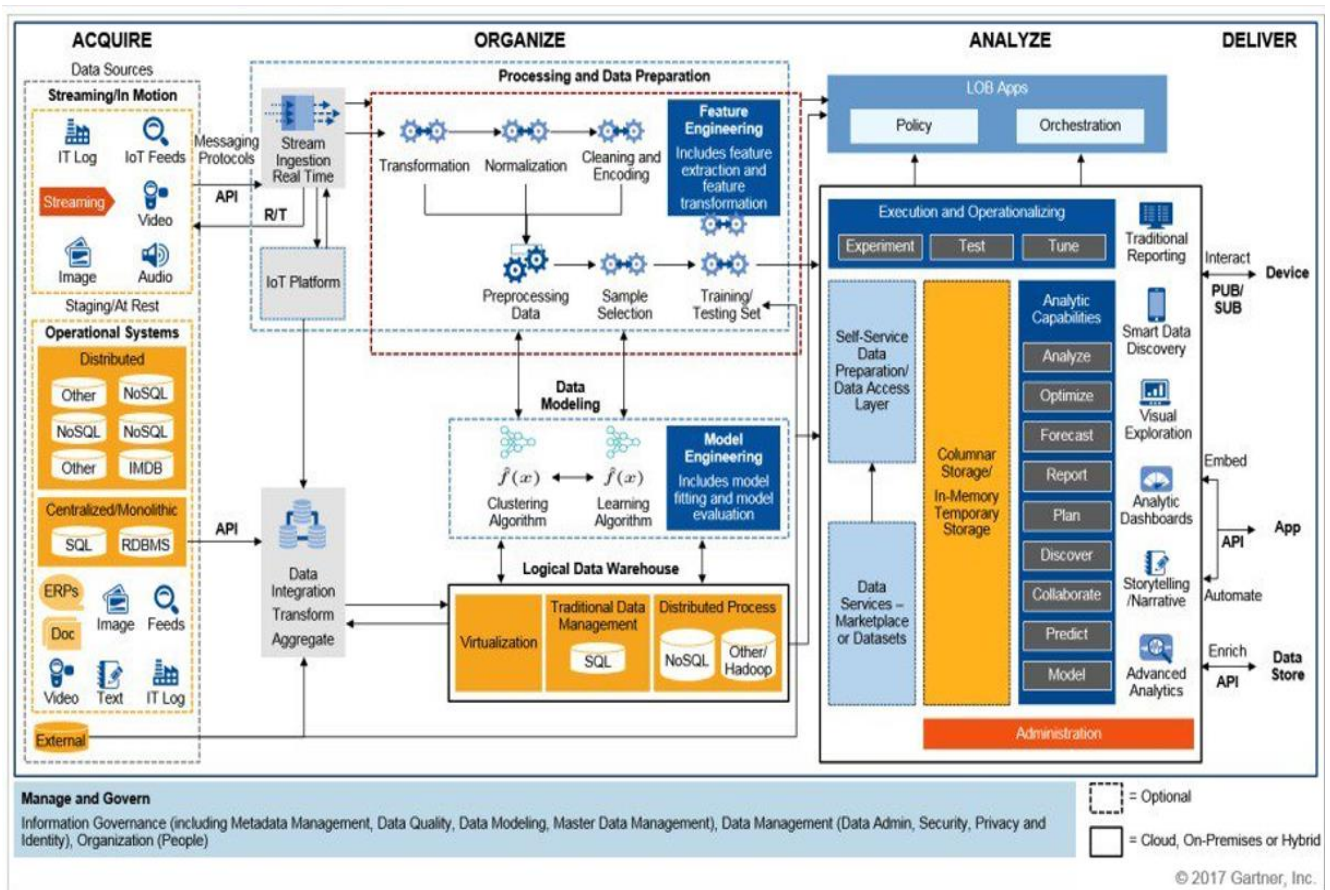 ACQUIRE
ORGANIZE
ANALYZE
DELIVER
Data Sources
Streaming/In Motion
IT Log
IoT Feeds
Streaming
Video
Image
Audio
Staging/At Rest
Operational Systems
Distributed
Other
NoSQL
NoSQL
NoSQL
Other
IMDB
Centralized/Monolithic
SQL
RDBMS
ERPs
Image
Feeds
Doc
Video
Text
IT Log
External
Messaging
Protocols
API
R/T
API
Processing and Data Preparation
Stream
Ingestion
Real Time
IoT Platform
Transformation
Normalization
Cleaning and
Encoding
Feature
Engineering
Includes feature
extraction and
feature
transformation
Preprocessing
Data
Sample
Selection
Training/
Testing Set
Data
Modeling
f̂(x)
Clustering
Algorithm
f̂(x)
Learning
Algorithm
Model
Engineering
Includes model
fitting and model
evaluation
Data
Integration
Transform
Aggregate
Logical Data Warehouse
Virtualization
Traditional Data
Management
SQL
Distributed Process
NoSQL
Other/
Hadoop
LOB Apps
Policy
Orchestration
Execution and Operationalizing
Experiment
Test
Tune
Self-Service
Data
Preparation/
Data Access
Layer
Data
Services –
Marketplace
or Datasets
Columnar
Storage/
In-Memory
Temporary
Storage
Analytic
Capabilities
Analyze
Optimize
Forecast
Report
Plan
Discover
Collaborate
Predict
Model
Traditional
Reporting
Smart Data
Discovery
Visual
Exploration
Analytic
Dashboards
Storytelling
/Narrative
Advanced
Analytics
Administration
Interact
PUB/
SUB
Device
Embed
API
App
Automate
Enrich
API
Data
Store
Manage and Govern
Information Governance (including Metadata Management, Data Quality, Data Modeling, Master Data Management), Data Management (Data Admin, Security, Privacy and
Identity), Organization (People)
= Optional
= Cloud, On-Premises or Hybrid
© 2017 Gartner, Inc.